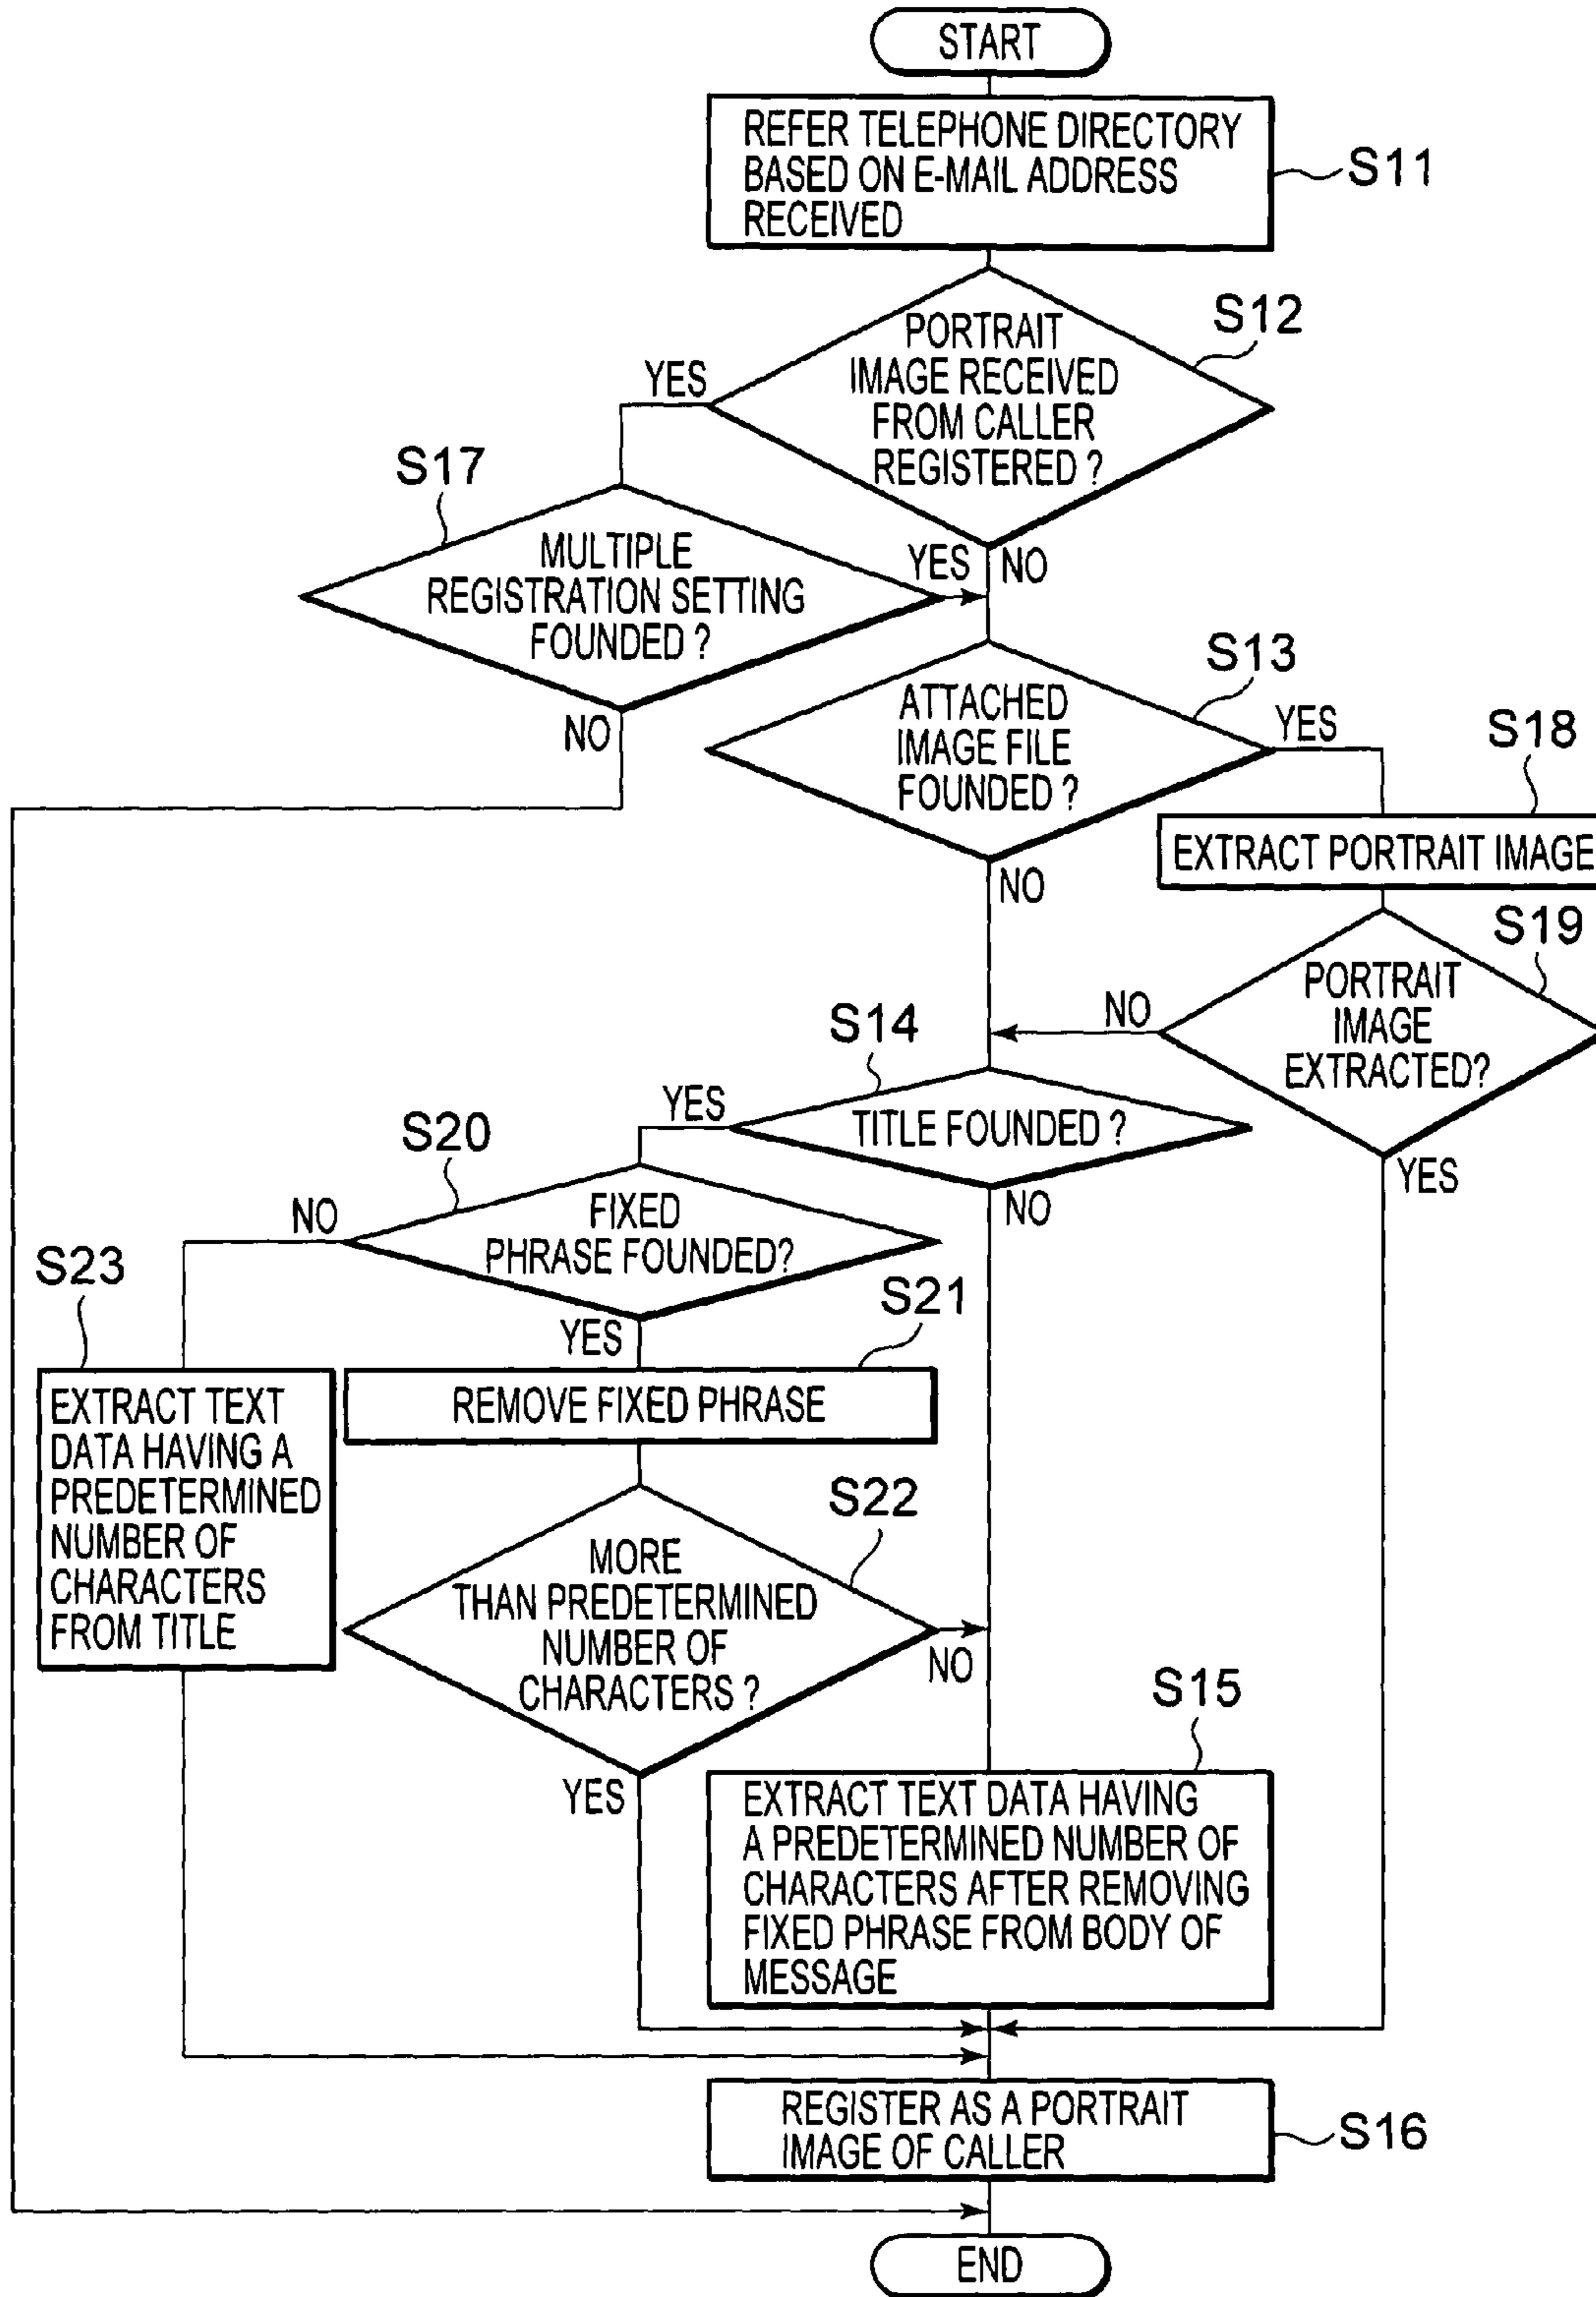 START
REFER TELEPHONE DIRECTORY
BASED ON E-MAIL ADDRESS
RECEIVED
S11
PORTRAIT
IMAGE RECEIVED
FROM CALLER
REGISTERED ?
S12
YES
NO
S17
MULTIPLE
REGISTRATION SETTING
FOUNDED ?
YES
NO
S13
ATTACHED
IMAGE FILE
FOUNDED ?
YES
NO
S18
EXTRACT PORTRAIT IMAGE
S19
PORTRAIT
IMAGE
EXTRACTED?
NO
YES
S14
TITLE FOUNDED ?
YES
NO
S20
FIXED
PHRASE FOUNDED?
NO
YES
S23
EXTRACT TEXT
DATA HAVING A
PREDETERMINED
NUMBER OF
CHARACTERS
FROM TITLE
S21
REMOVE FIXED PHRASE
S22
MORE
THAN PREDETERMINED
NUMBER OF
CHARACTERS ?
NO
YES
S15
EXTRACT TEXT DATA HAVING
A PREDETERMINED NUMBER OF
CHARACTERS AFTER REMOVING
FIXED PHRASE FROM BODY OF
MESSAGE
REGISTER AS A PORTRAIT
IMAGE OF CALLER
S16
END